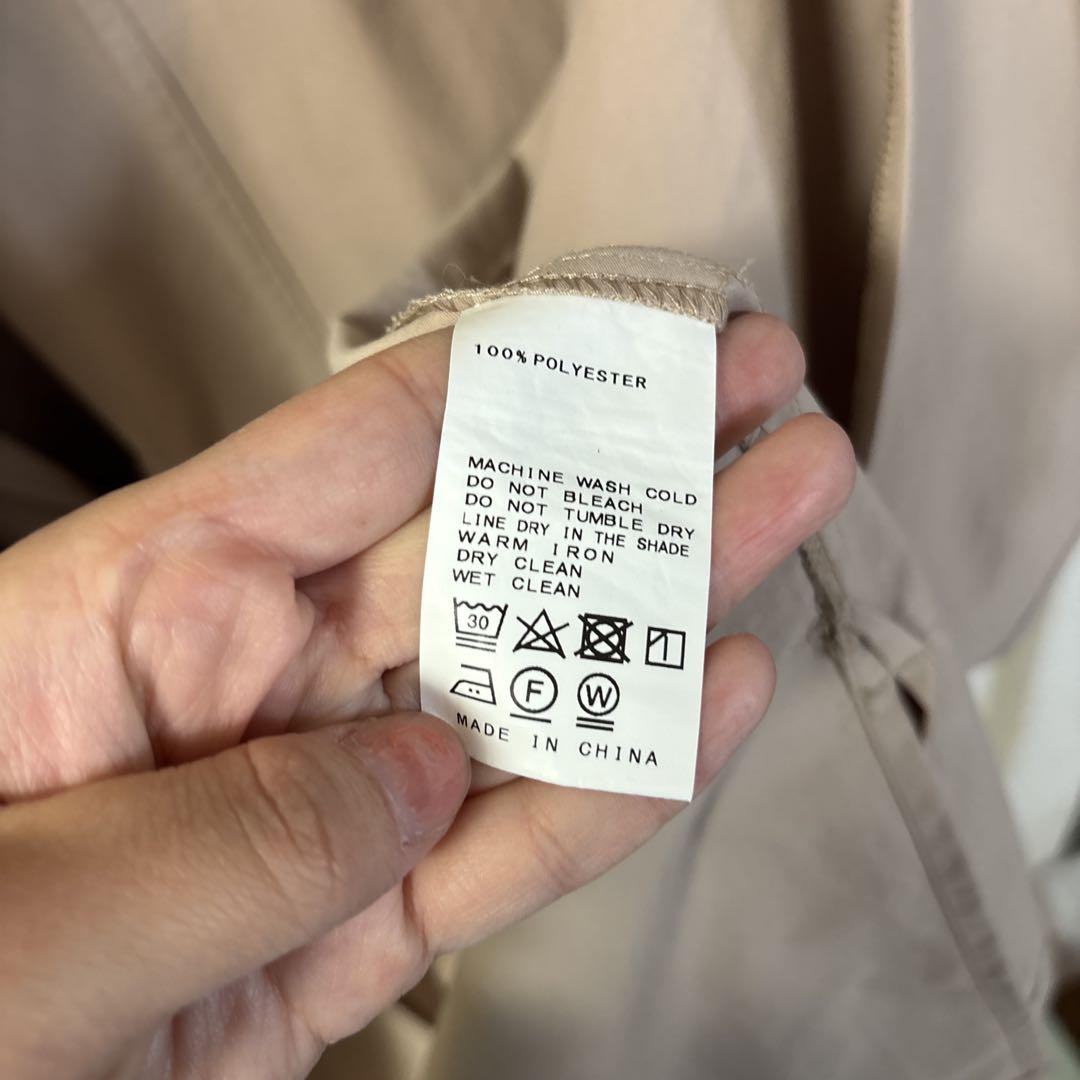 100% POLYESTER
MACHINE WASH COLD
DO NOT BLEACH
DO NOT TUMBLE DRY
LINE DRY IN THE SHADE
WARM IRON
DRY CLEAN
WET CLEAN
30
F W
MADE IN CHINA